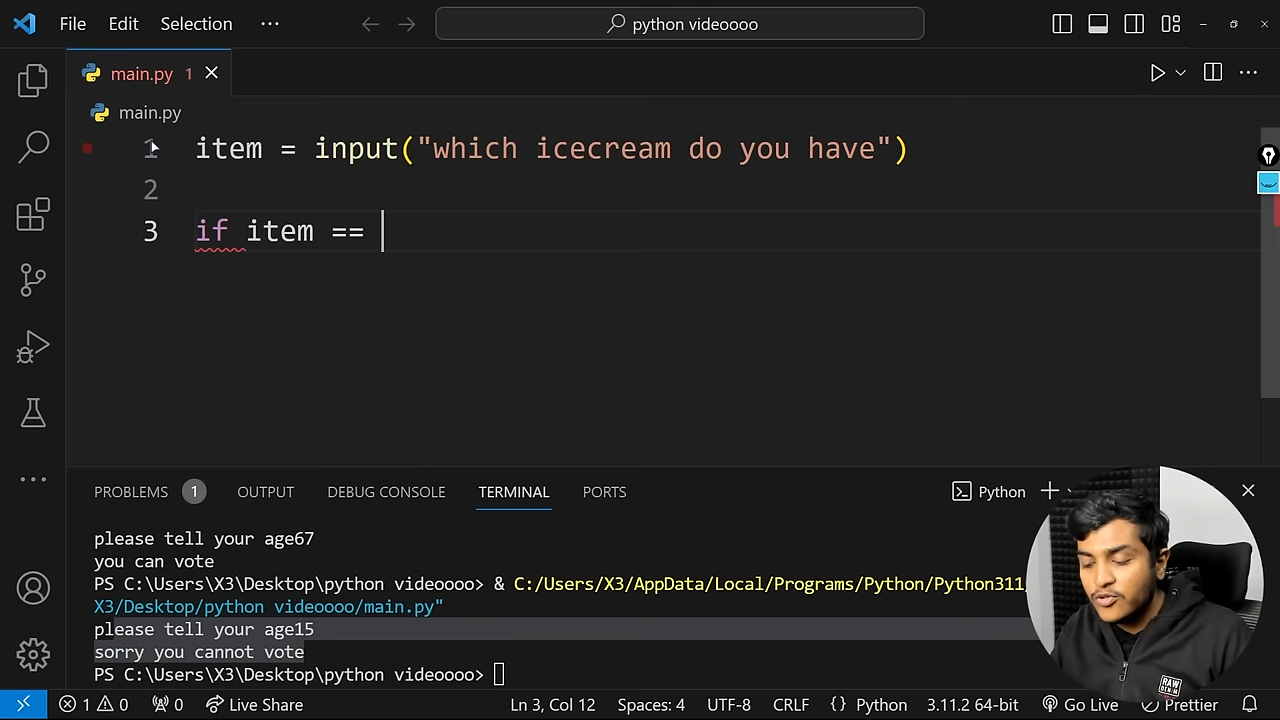 File Edit Selection ··· python videoooo
main.py 1
main.py
1 item = input("which icecream do you have")
2
3 if item ==
PROBLEMS 1 OUTPUT DEBUG CONSOLE TERMINAL PORTS Python
please tell your age67
you can vote
PS C:\Users\X3\Desktop\python videoooo> & C:/Users/X3/AppData/Local/Programs/Python/Python311/
X3/Desktop/python videoooo/main.py"
please tell your age15
sorry you cannot vote
PS C:\Users\X3\Desktop\python videoooo>
RAW
1 0 0 Live Share Ln 3, Col 12 Spaces: 4 UTF-8 CRLF { } Python 3.11.2 64-bit Go Live Prettier